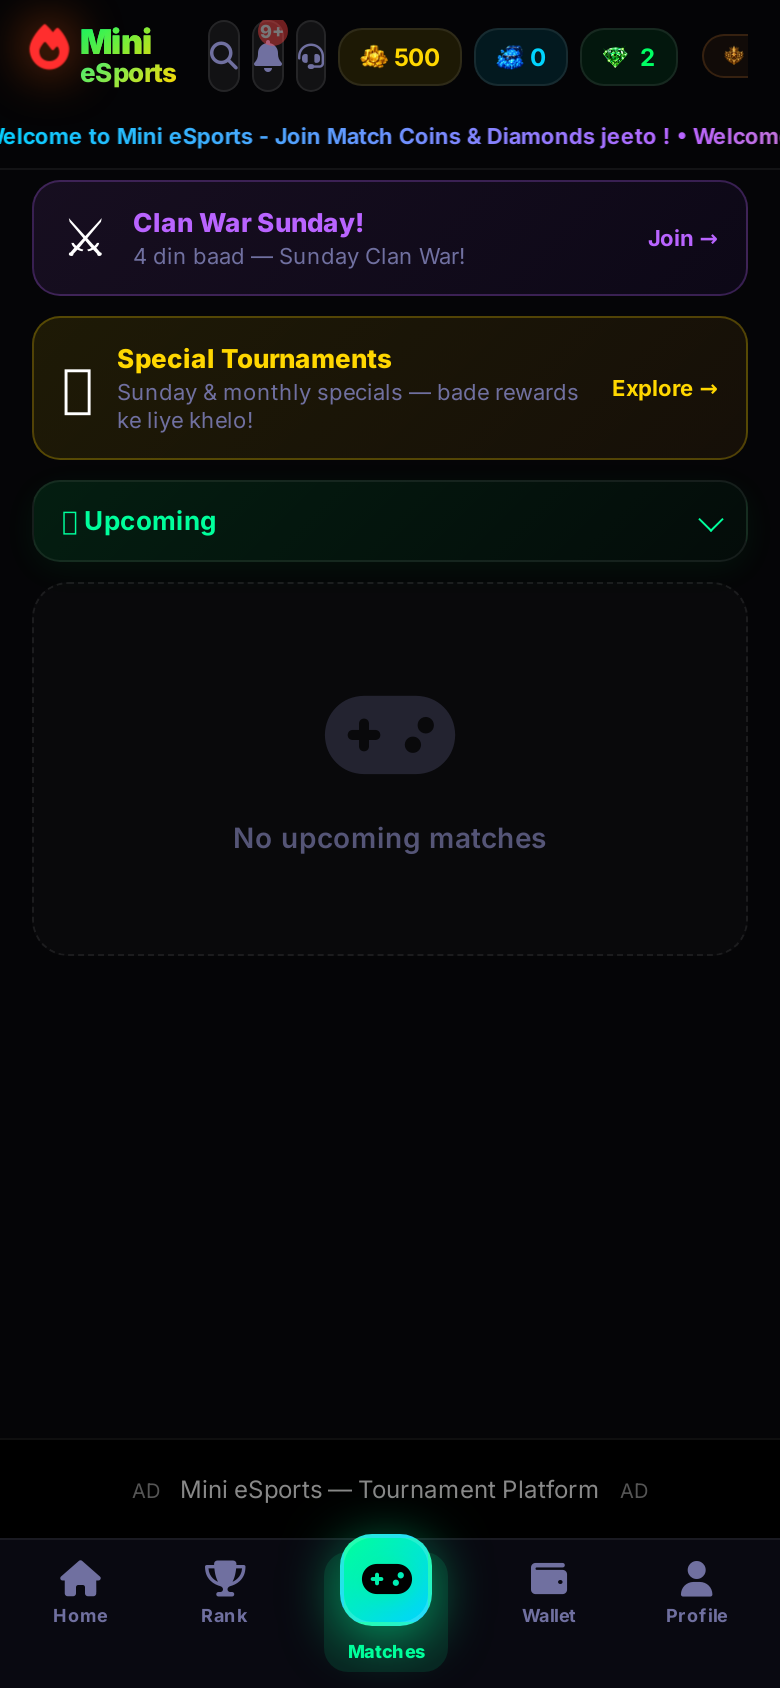 Mini
eSports
9+
500
0
2
Welcome to Mini eSports - Join Match Coins & Diamonds jeeto ! • Welcom
Clan War Sunday!
4 din baad — Sunday Clan War!
Join →
Special Tournaments
Sunday & monthly specials — bade rewards
ke liye khelo!
Explore →
Upcoming
No upcoming matches
AD Mini eSports — Tournament Platform AD
Home
Rank
Matches
Wallet
Profile